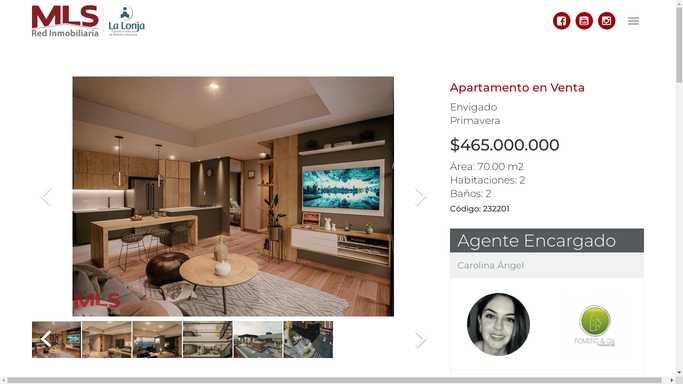 MLS
Red Inmobiliaria
La Lonja
Apartamento en Venta
Envigado
Primavera
$465.000.000
Área: 70.00 m2
Habitaciones: 2
Baños: 2
Código: 232201
Agente Encargado
Carolina Ángel
MLS